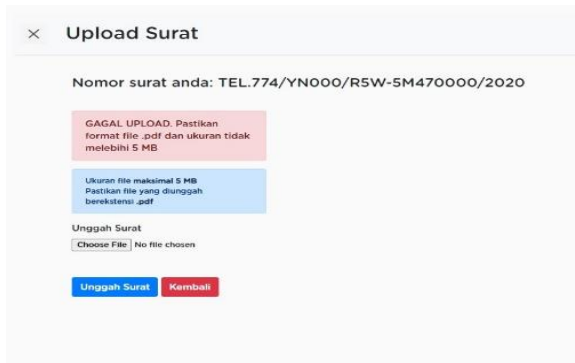 × Upload Surat
Nomor surat anda: TEL.774/YN000/R5W-5M470000/2020
GAGAL UPLOAD. Pastikan
format file .pdf dan ukuran tidak
melebihi 5 MB
Ukuran file maksimal 5 MB
Pastikan file yang diunggah
berekstensi .pdf
Unggah Surat
Choose File No file chosen
Unggah Surat Kembali